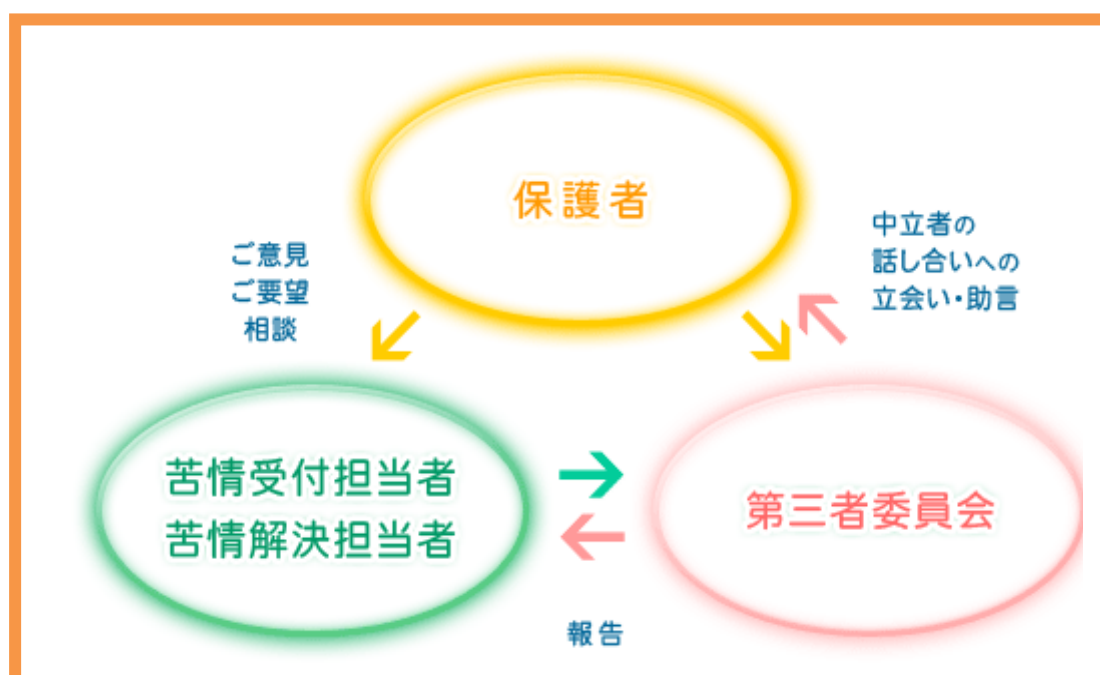 保護者
ご意見
ご要望
相談
中立者の
話し合いへの
立会い・助言
苦情受付担当者
苦情解決担当者
第三者委員会
報告